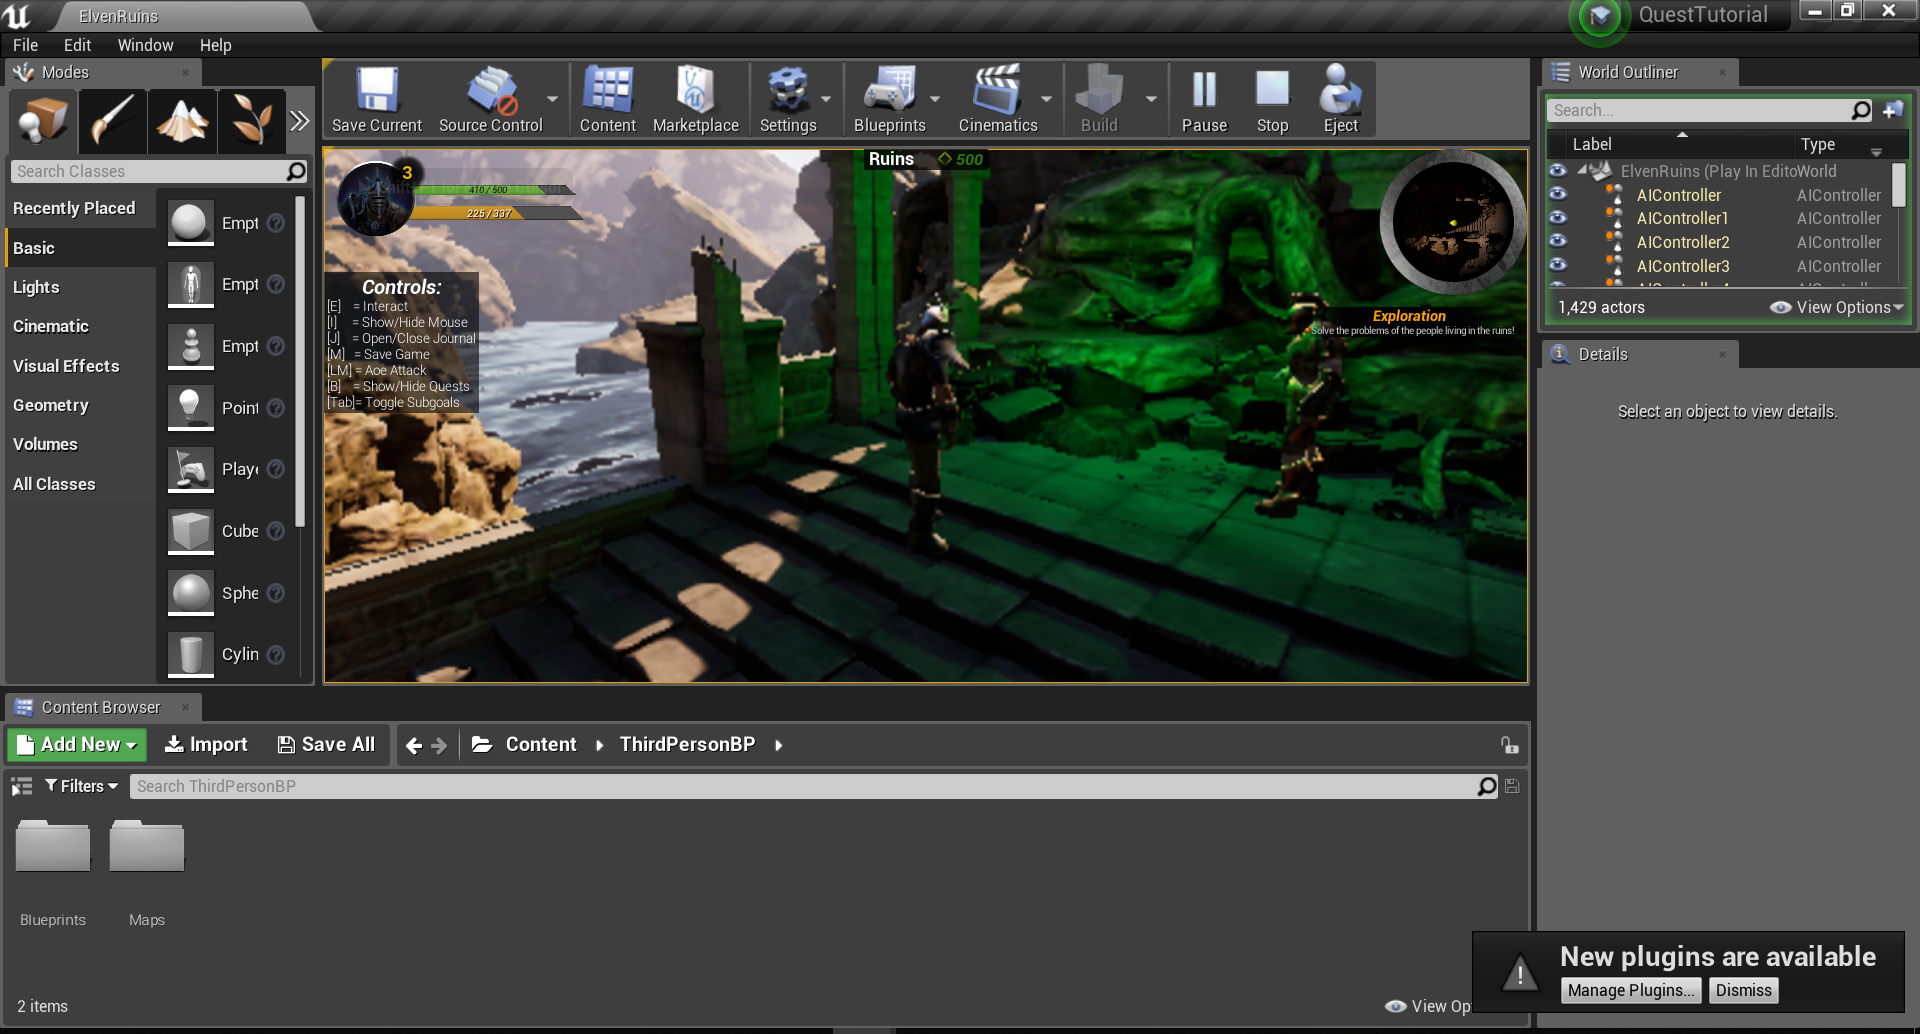 ElvenRuins
QuestTutorial
File Edit Window Help
Modes
Search Classes
Recently Placed
Basic
Lights
Cinematic
Visual Effects
Geometry
Volumes
All Classes
Empt
Empt
Empt
Point
Playe
Cube
Sphe
Cylin
Save Current Source Control Content Marketplace Settings Blueprints Cinematics Build Pause Stop Eject
3
410 / 500
225 / 337
Ruins 500
Controls:
[E] = Interact
[I] = Show/Hide Mouse
[J] = Open/Close Journal
[M] = Save Game
[LM] = Aoe Attack
[B] = Show/Hide Quests
[Tab]= Toggle Subgoals
Exploration
Solve the problems of the people living in the ruins!
World Outliner
Search...
Label Type
ElvenRuins (Play In Edito World
AIController AIController
AIController1 AIController
AIController2 AIController
AIController3 AIController
1,429 actors View Options
Details
Select an object to view details.
Content Browser
Add New Import Save All Content ThirdPersonBP
Filters Search ThirdPersonBP
Blueprints Maps
2 items View Opt
New plugins are available
Manage Plugins... Dismiss